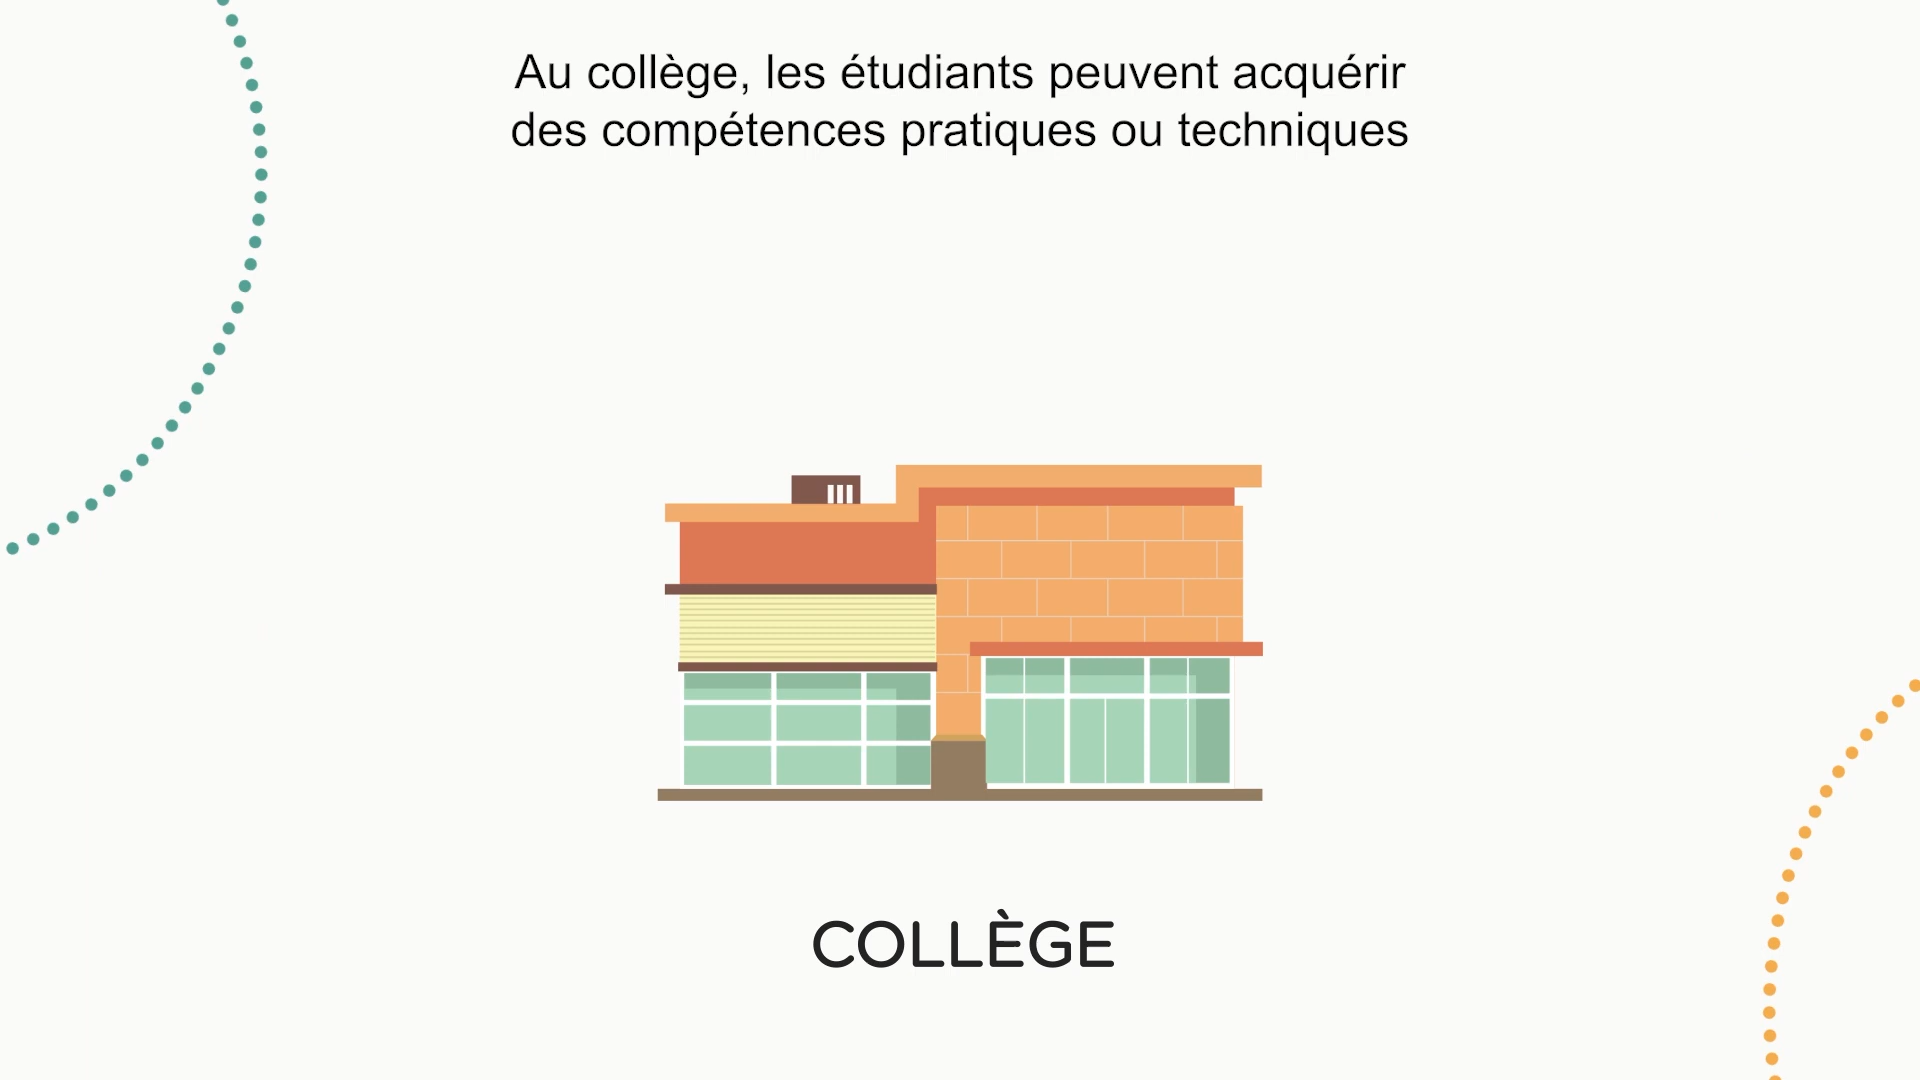 Au collège, les étudiants peuvent acquérir
des compétences pratiques ou techniques
COLLÈGE